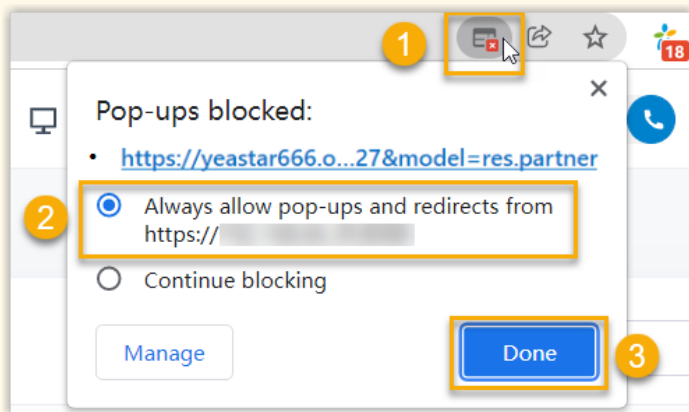 1
18
Pop-ups blocked:
• https://yeastar666.o...27&model=res.partner
2
Always allow pop-ups and redirects from
https://
Continue blocking
Manage
Done
3